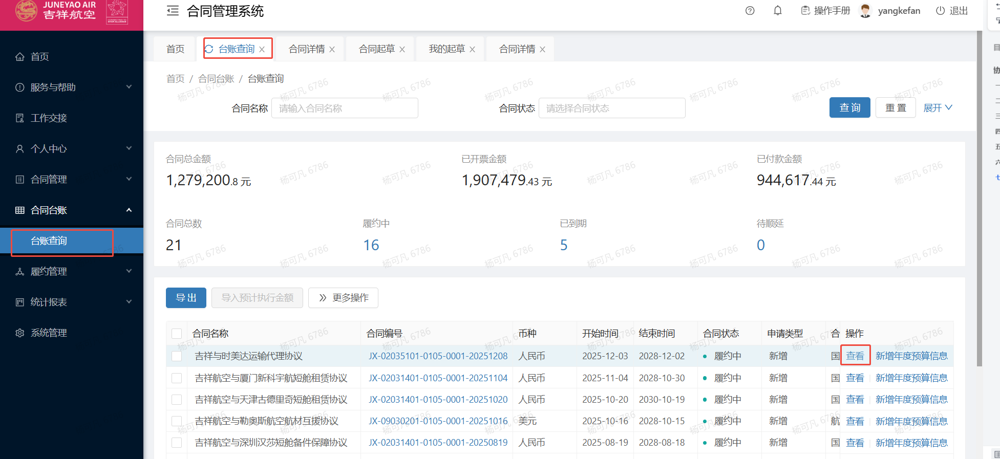 JUNEYAO AIR
吉祥航空
合同管理系统
操作手册
yangkefan
退出
首页
服务与帮助
工作交接
个人中心
合同管理
合同台账
台账查询
履约管理
统计报表
系统管理
首页 台账查询 合同详情 合同起草 我的起草 合同详情
首页 / 合同台账 / 台账查询
合同名称 请输入合同名称 合同状态 请选择合同状态 查询 重置 展开
合同总金额 已开票金额 已付款金额
1,279,200.8 元 1,907,479.43 元 944,617.44 元
合同总数 履约中 已到期 待顺延
21 16 5 0
导出 导入预计执行金额 更多操作
合同名称 合同编号 币种 开始时间 结束时间 合同状态 申请类型 合 操作
吉祥与时美达运输代理协议 JX-02035101-0105-0001-20251208 人民币 2025-12-03 2028-12-02 履约中 新增 国 查看 新增年度预算信息
吉祥航空与厦门新科宇航短舱租赁协议 JX-02031401-0105-0001-20251104 人民币 2025-11-04 2028-10-30 履约中 新增 国 查看 新增年度预算信息
吉祥航空与天津古德里奇短舱租赁协议 JX-02031401-0105-0001-20251020 人民币 2025-10-20 2030-10-19 履约中 新增 国 查看 新增年度预算信息
吉祥航空与勒奥斯航空航材互援协议 JX-09030201-0105-0001-20251016 美元 2025-10-16 2028-10-15 履约中 新增 航 查看 新增年度预算信息
吉祥航空与深圳汉莎短舱备件保障协议 JX-02031401-0105-0001-20250819 人民币 2025-08-19 2028-08-18 履约中 新增 国 查看 新增年度预算信息
杨可凡 6786